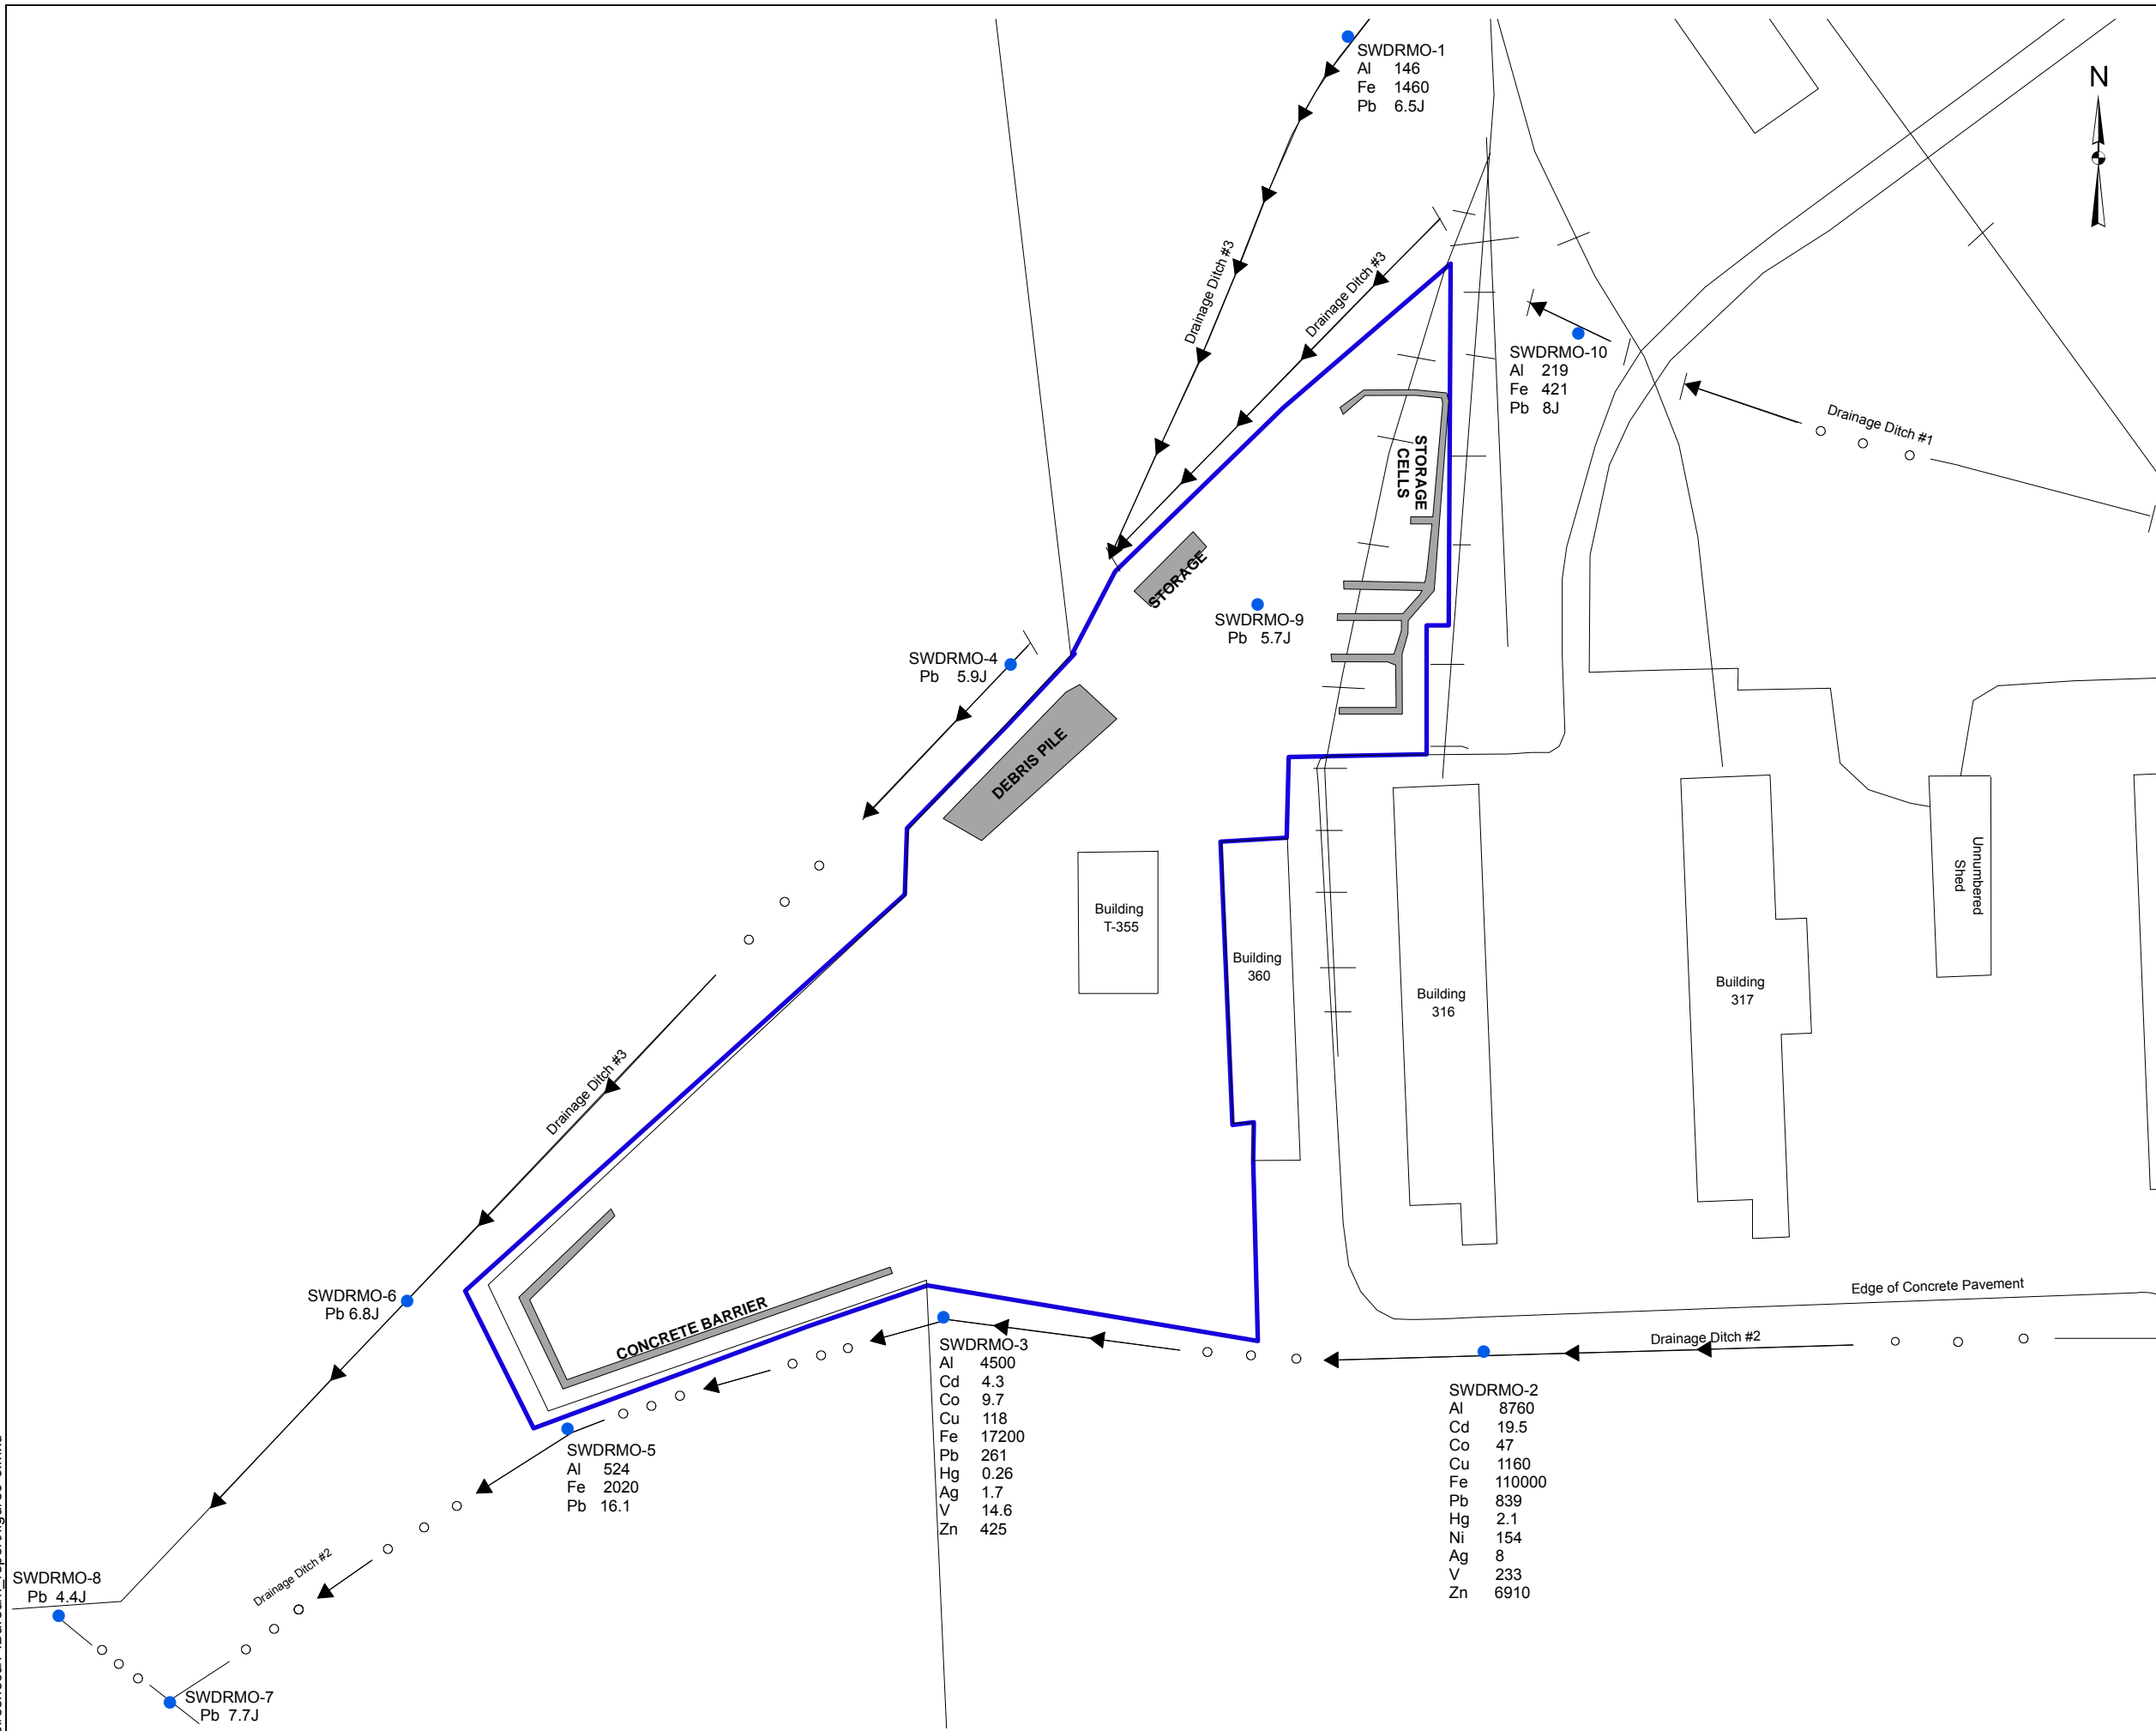 SWDRMO-1
Al 146
Fe 1460
Pb 6.5J
N
Drainage Ditch #3
Drainage Ditch #3
SWDRMO-10
Al 219
Fe 421
Pb 8J
Drainage Ditch #1
STORAGE
CELLS
STORAGE
SWDRMO-9
Pb 5.7J
SWDRMO-4
Pb 5.9J
DEBRIS PILE
Building
T-355
Building
360
Building
316
Building
317
Unnumbered
Shed
Drainage Ditch #3
SWDRMO-6
Pb 6.8J
CONCRETE BARRIER
Edge of Concrete Pavement
Drainage Ditch #2
SWDRMO-3
Al 4500
Cd 4.3
Co 9.7
Cu 118
Fe 17200
Pb 261
Hg 0.26
Ag 1.7
V 14.6
Zn 425
SWDRMO-2
Al 8760
Cd 19.5
Co 47
Cu 1160
Fe 110000
Pb 839
Hg 2.1
Ni 154
Ag 8
V 233
Zn 6910
SWDRMO-5
Al 524
Fe 2020
Pb 16.1
Drainage Ditch #2
SWDRMO-8
Pb 4.4J
SWDRMO-7
Pb 7.7J